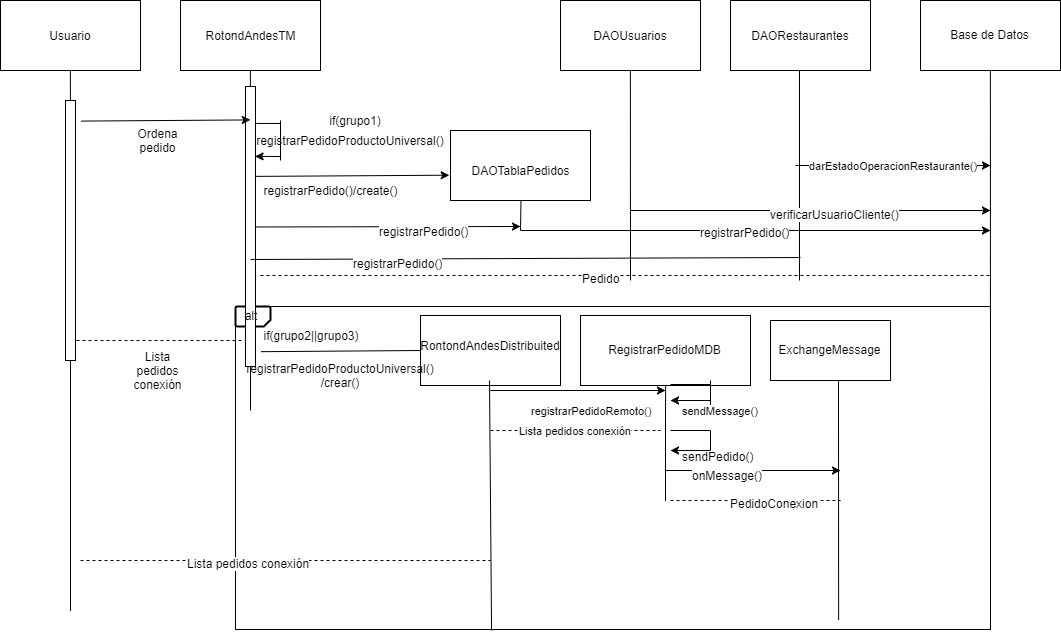 Usuario
RotondAndesTM
DAOUsuarios
DAORestaurantes
Base de Datos
Ordena
pedido
if(grupo1)
registrarPedidoProductoUniversal()
DAOTablaPedidos
darEstadoOperacionRestaurante()
registrarPedido()/create()
verificarUsuarioCliente()
registrarPedido()
registrarPedido()
registrarPedido()
Pedido
alt
if(grupo2||grupo3)
Lista
pedidos
conexión
RontondAndesDistribuited
RegistrarPedidoMDB
ExchangeMessage
registrarPedidoProductoUniversal()
/crear()
registrarPedidoRemoto()
sendMessage()
Lista pedidos conexión
sendPedido()
onMessage()
PedidoConexion
Lista pedidos conexión